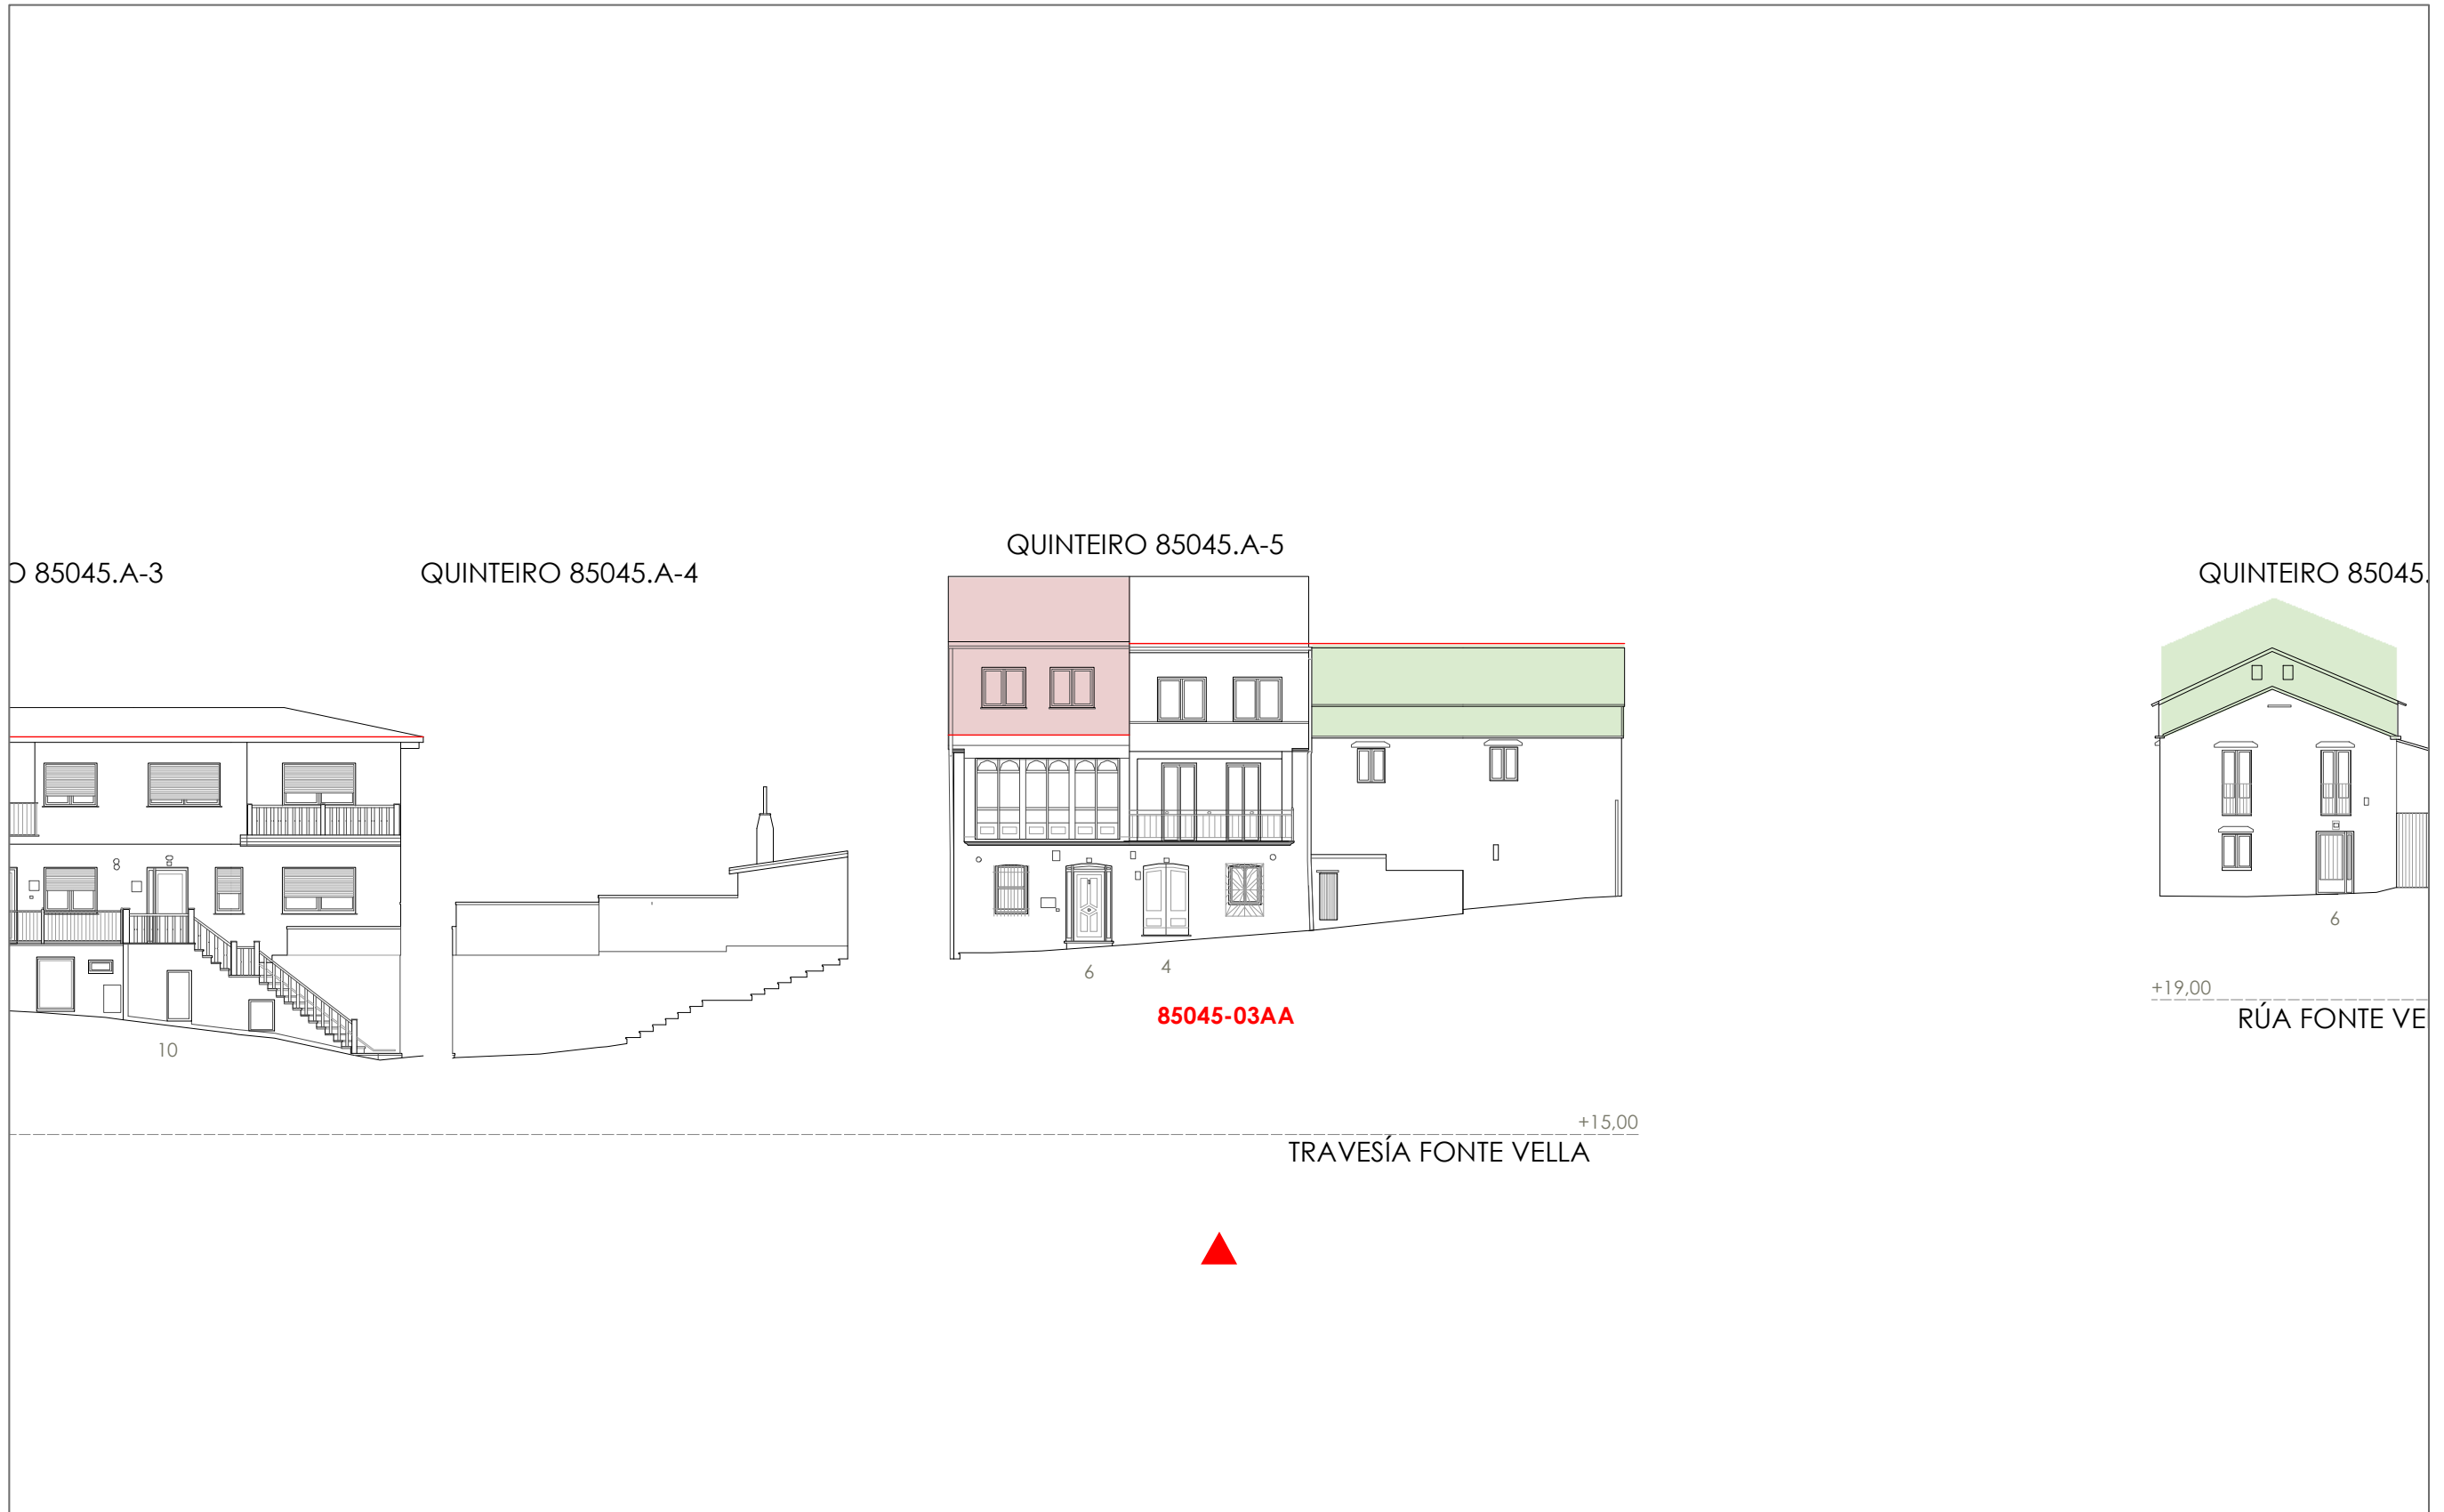 QUINTEIRO 85045.A-5
O 85045.A-3
QUINTEIRO 85045.A-4
QUINTEIRO 85045.
10
6
4
85045-03AA
6
+19,00
RÚA FONTE VE
+15,00
TRAVESÍA FONTE VELLA